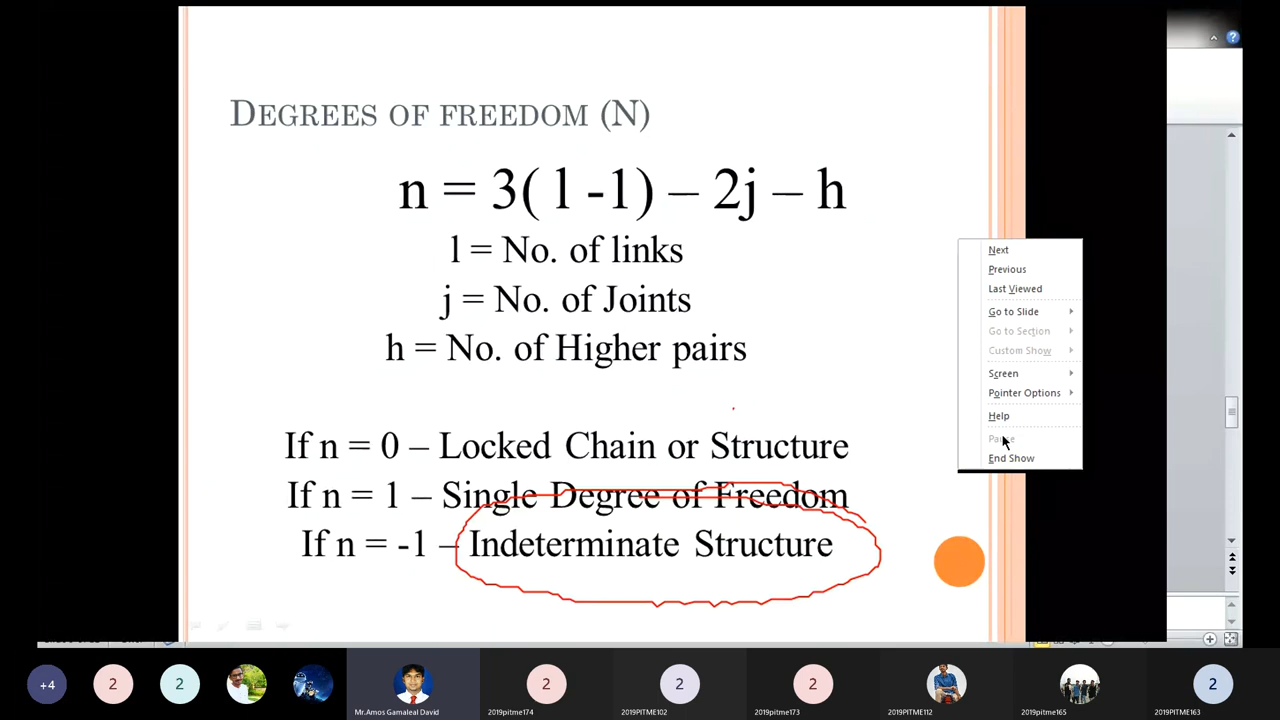 DEGREES OF FREEDOM (N)
n = 3( l -1) – 2j – h
l = No. of links
j = No. of Joints
h = No. of Higher pairs
If n = 0 – Locked Chain or Structure
If n = 1 – Single Degree of Freedom
If n = -1 – Indeterminate Structure
Next
Previous
Last Viewed
Go to Slide
Go to Section
Custom Show
Screen
Pointer Options
Help
End Show
+4
2
2
Mr.Amos Gamaleal David
2
2019pitme174
2
2019PITME102
2
2019pitme173
2019PITME112
2019pitme165
2
2019PITME163